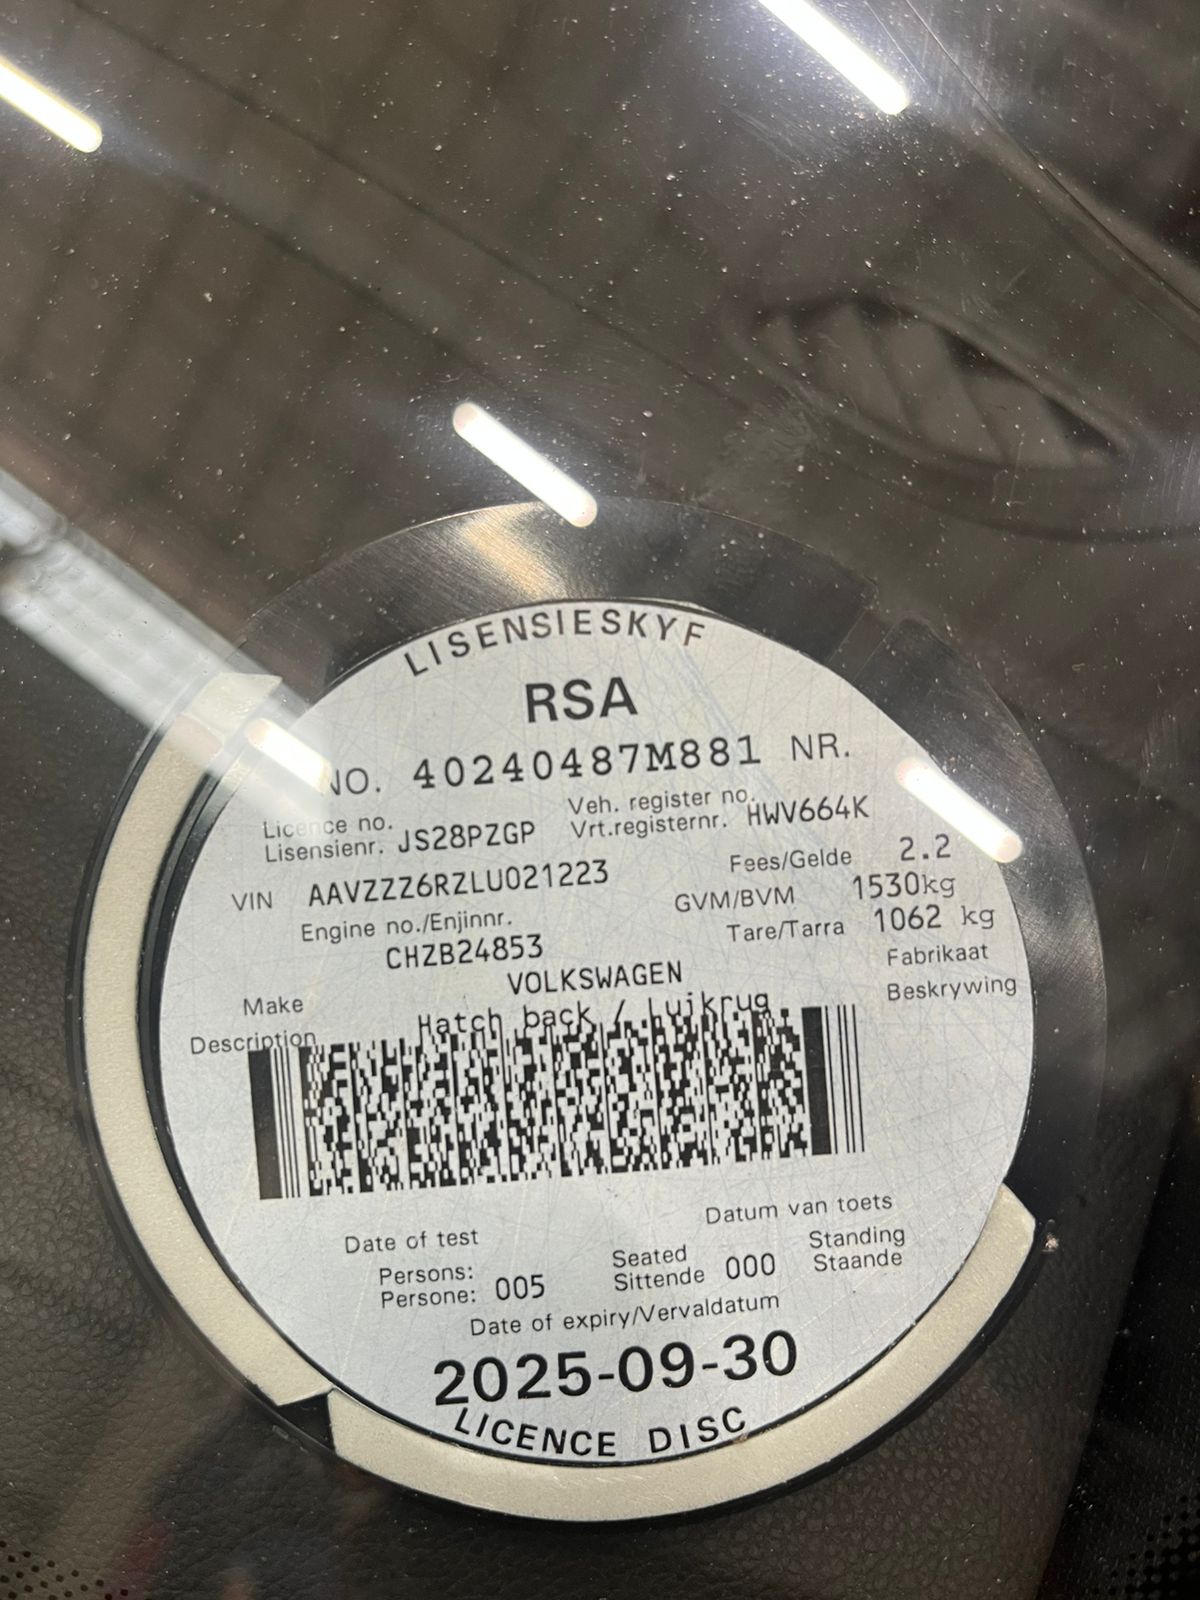 LISENSIESKYF
RSA
NO. 40240487M881 NR.
Licence no. Lisensienr. JS28PZGP Veh. register no. Vrt.registernr. HWV664K
VIN AAVZZZ6RZLU021223 Fees/Gelde 2.2
GVM/BVM 1530kg
Engine no./Enjinnr. Tare/Tarra 1062 kg
CHZB24853
Make VOLKSWAGEN Fabrikaat
Description Hatch back / Luikrug Beskrywing
Date of test Datum van toets
Persons: Persone: 005 Seated Sittende 000 Standing Staande
Date of expiry/Vervaldatum
2025-09-30
LICENCE DISC